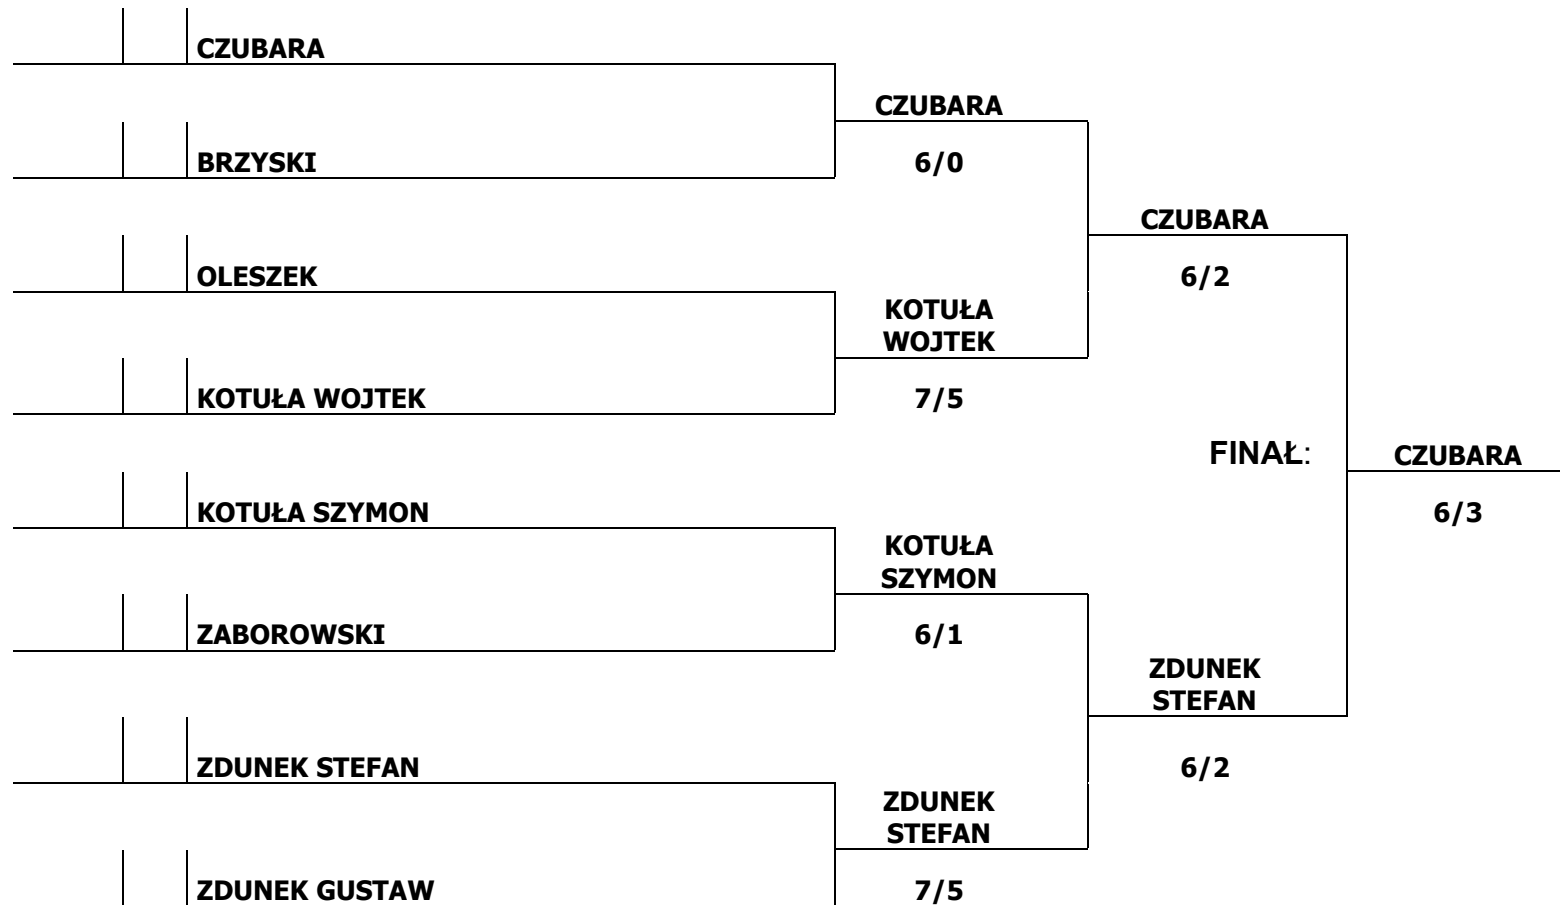 CZUBARA
CZUBARA
BRZYSKI
6/0
CZUBARA
OLESZEK
6/2
KOTUŁA
WOJTEK
KOTUŁA WOJTEK
7/5
FINAŁ:
CZUBARA
KOTUŁA SZYMON
6/3
KOTUŁA
SZYMON
ZABOROWSKI
6/1
ZDUNEK
STEFAN
ZDUNEK STEFAN
6/2
ZDUNEK
STEFAN
ZDUNEK GUSTAW
7/5